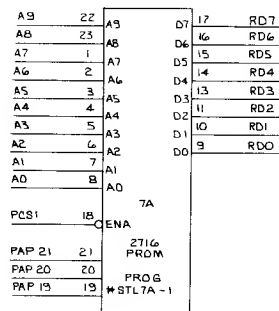 A9 22 A9 D7 17 RD7
A8 23 A8 D6 16 RD6
A7 1 A7 D5 15 RD5
A6 2 A6 D4 14 RD4
A5 3 A5 D3 13 RD3
A4 4 A4 D2 11 RD2
A3 5 A3 D1 10 RD1
A2 6 A2 D0 9 RD0
A1 7 A1
A0 8 A0
7A
PCS1 18 ENA
2716
PROM
PAP 21 21
PAP 20 20 PROG
PAP 19 19 #STL7A-1